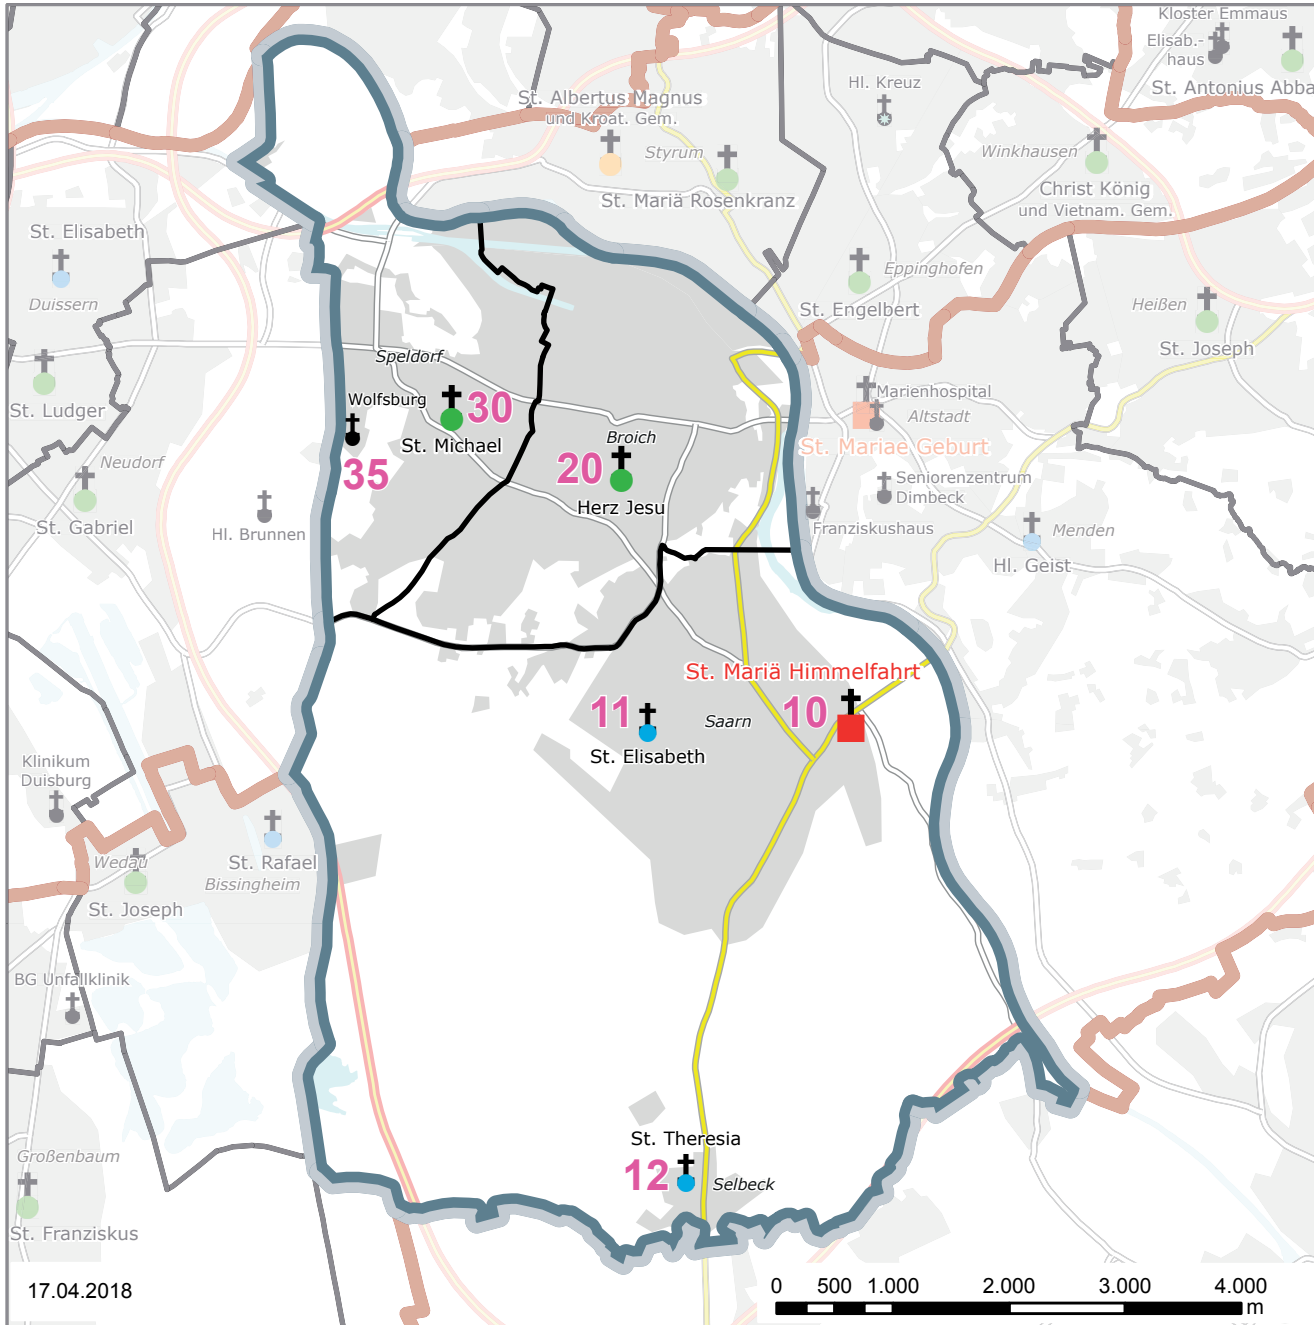 Kloster Emmaus
Elisab.-
haus
St. Antonius Abba
Hl. Kreuz
St. Albertus Magnus
und Kroat. Gem.
Styrum
St. Mariä Rosenkranz
Winkhausen
Christ König
und Vietnam. Gem.
St. Elisabeth
Duissern
Eppinghofen
St. Engelbert
Heißen
St. Joseph
Speldorf
St. Ludger
Wolfsburg
30
St. Michael
35
Marienhospital
Altstadt
St. Mariae Geburt
Broich
20
Herz Jesu
Neudorf
St. Gabriel
Hl. Brunnen
Seniorenzentrum
Dimbeck
Franziskushaus
Menden
Hl. Geist
St. Mariä Himmelfahrt
11
Saarn
10
St. Elisabeth
Klinikum
Duisburg
Wedau
St. Joseph
St. Rafael
Bissingheim
BG Unfallklinik
St. Theresia
12
Selbeck
Großenbaum
St. Franziskus
17.04.2018
0 500 1.000 2.000 3.000 4.000
m